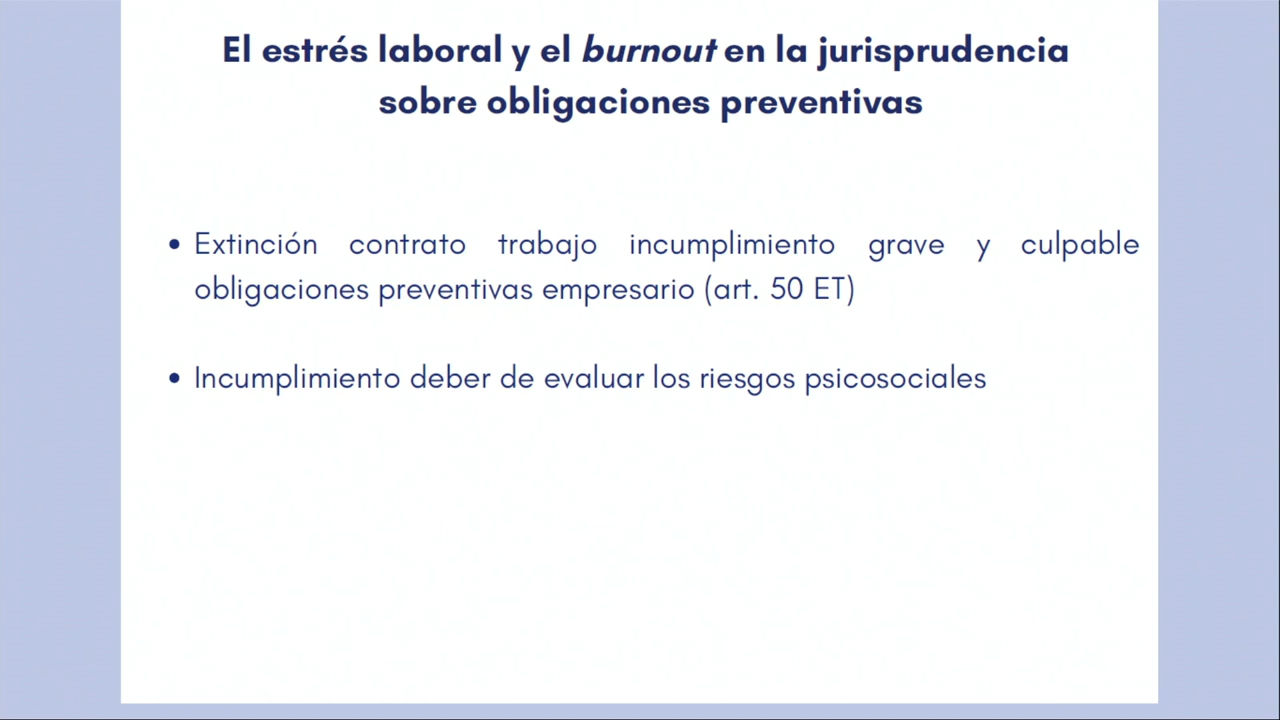 El estrés laboral y el burnout en la jurisprudencia
sobre obligaciones preventivas
• Extinción contrato trabajo incumplimiento grave y culpable
obligaciones preventivas empresario (art. 50 ET)
• Incumplimiento deber de evaluar los riesgos psicosociales